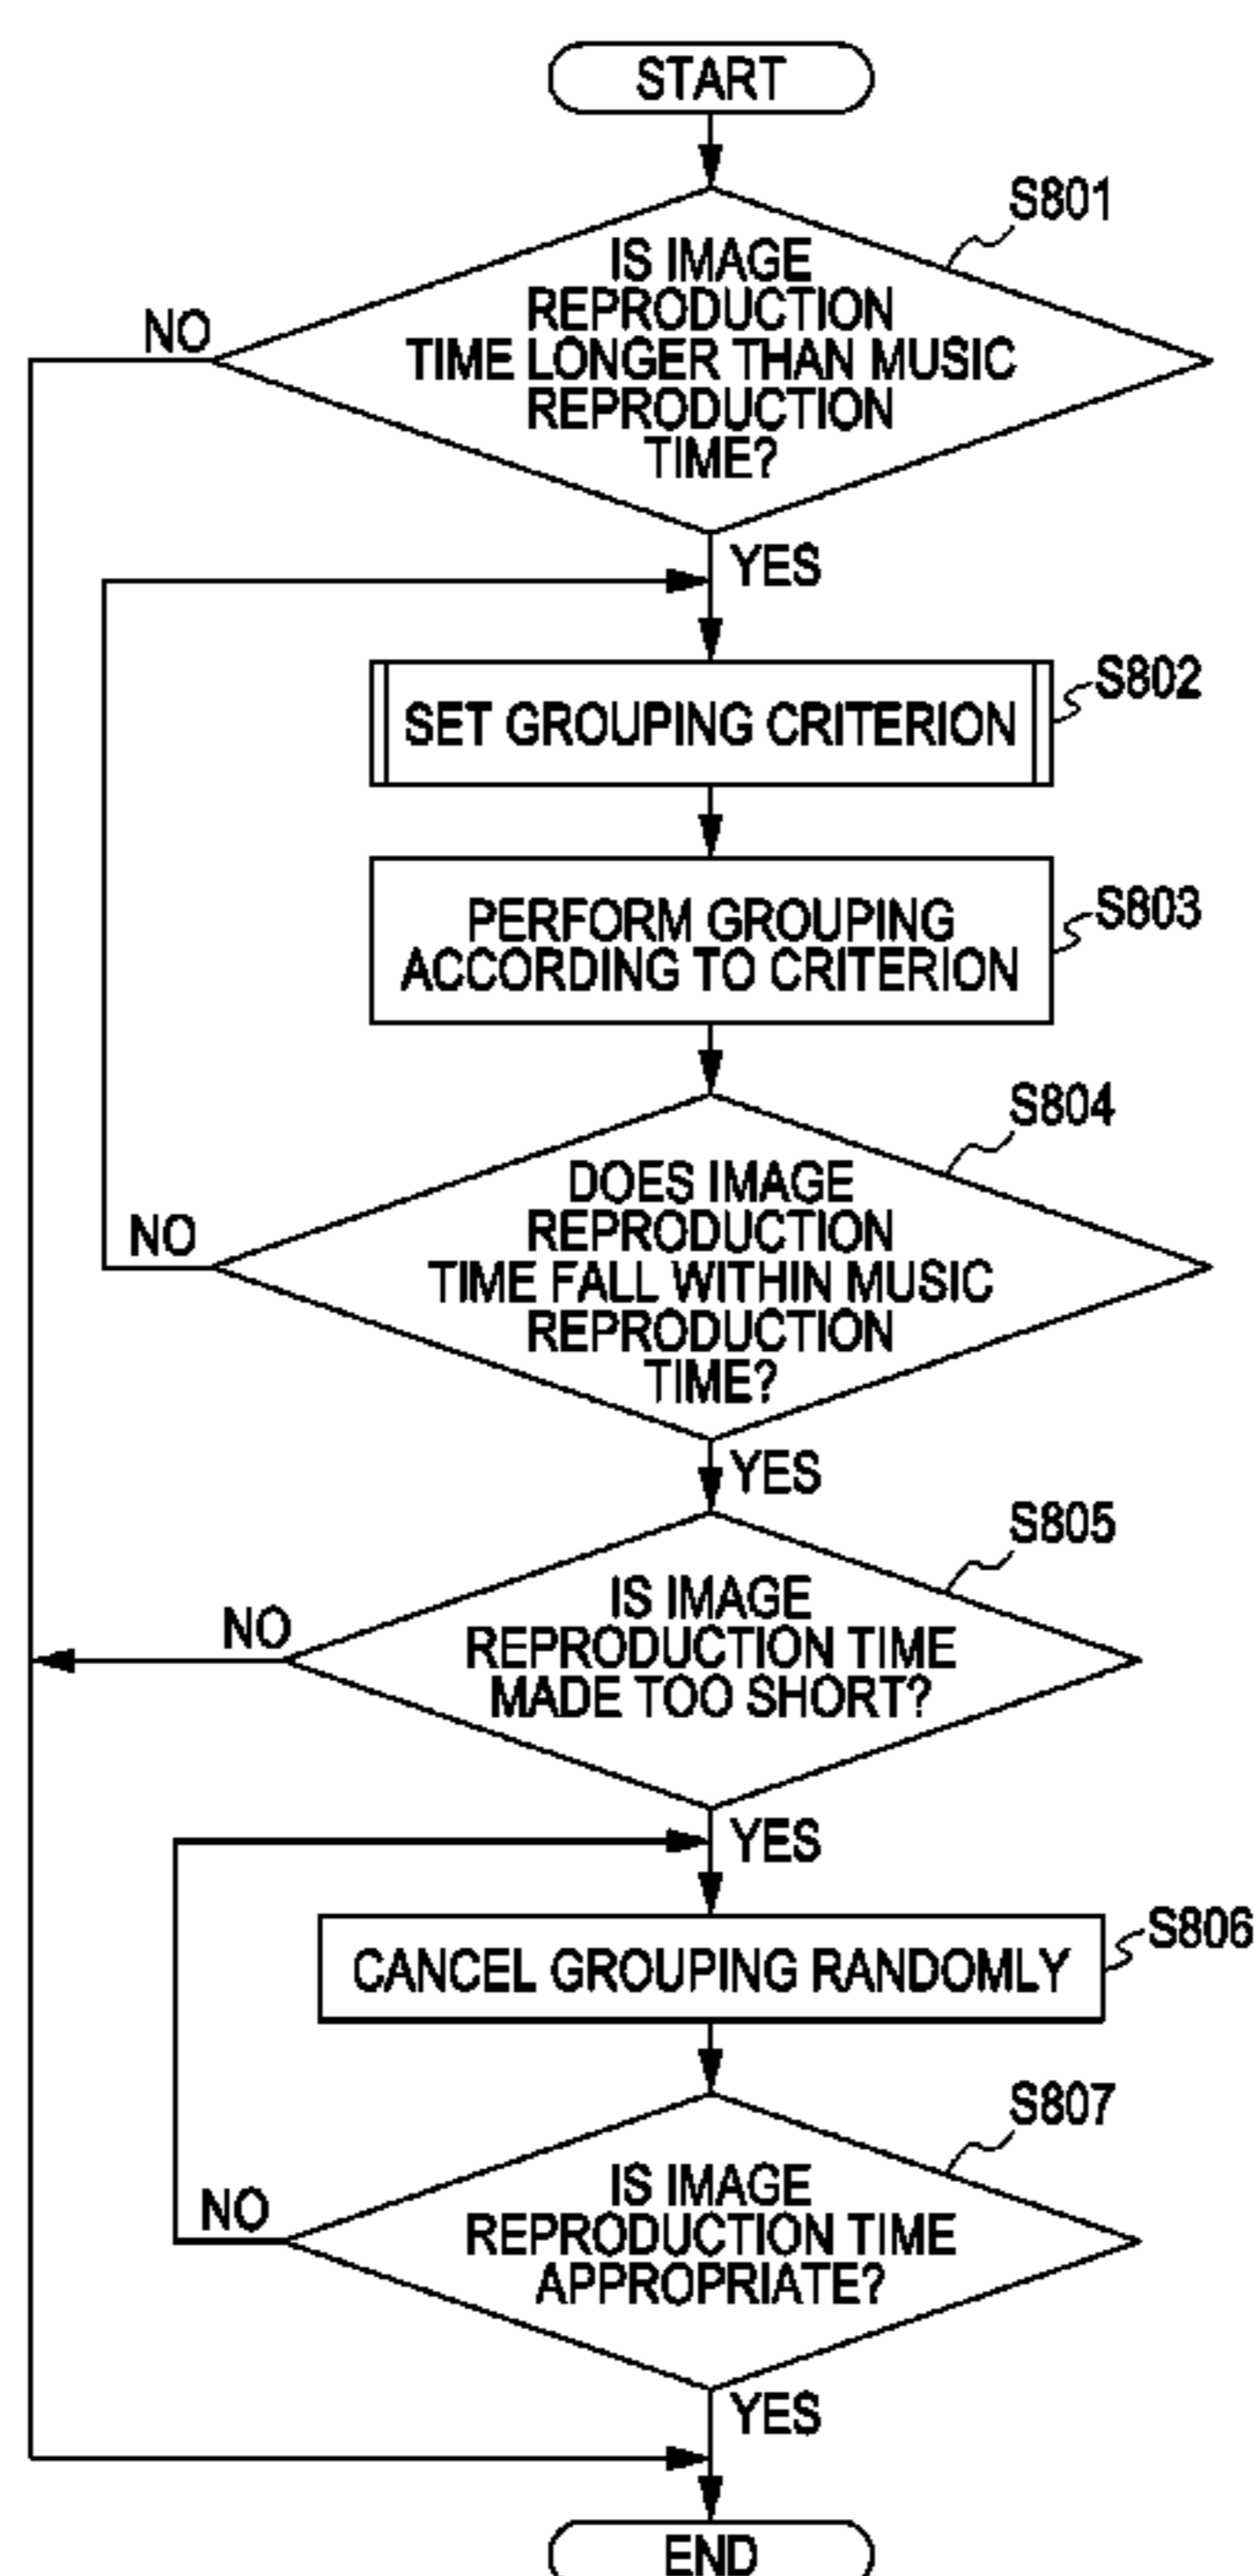 START
S801
IS IMAGE
REPRODUCTION
TIME LONGER THAN MUSIC
REPRODUCTION
TIME?
NO
YES
S802
SET GROUPING CRITERION
S803
PERFORM GROUPING
ACCORDING TO CRITERION
S804
DOES IMAGE
REPRODUCTION
TIME FALL WITHIN MUSIC
REPRODUCTION
TIME?
NO
YES
S805
IS IMAGE
REPRODUCTION TIME
MADE TOO SHORT?
NO
YES
S806
CANCEL GROUPING RANDOMLY
S807
IS IMAGE
REPRODUCTION TIME
APPROPRIATE?
NO
YES
END